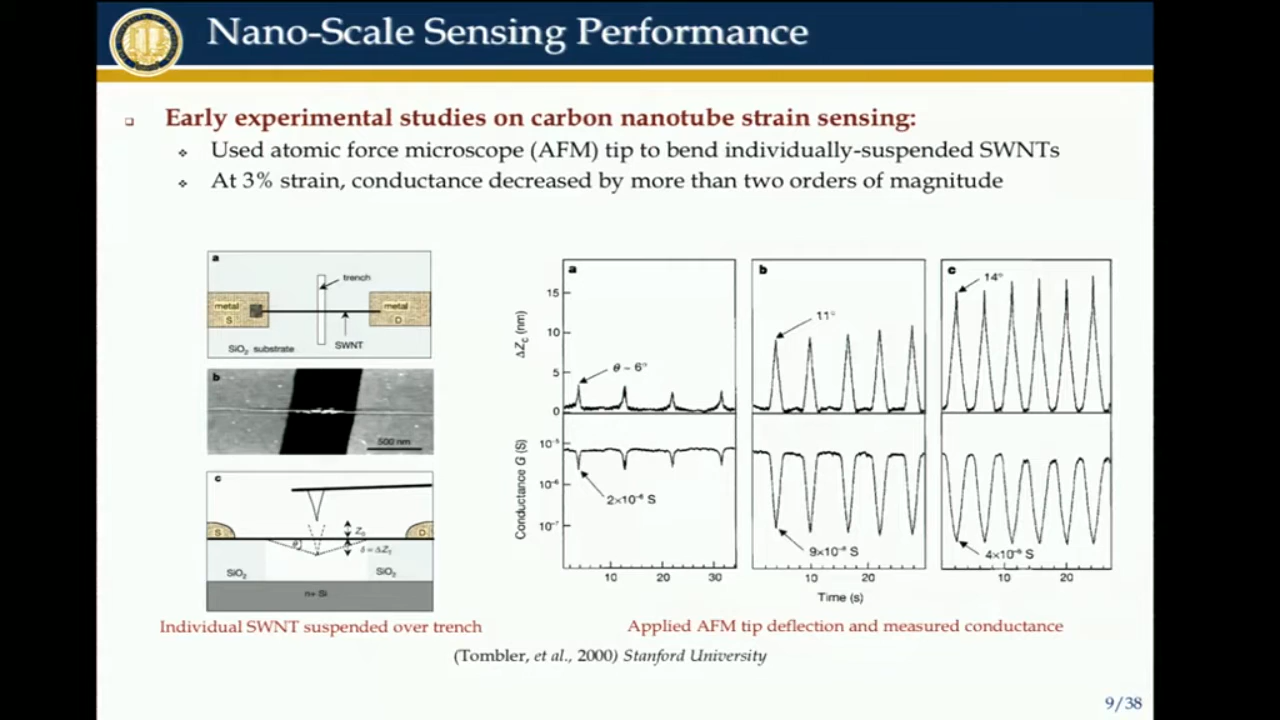 Nano-Scale Sensing Performance
Early experimental studies on carbon nanotube strain sensing:
Used atomic force microscope (AFM) tip to bend individually-suspended SWNTs
At 3% strain, conductance decreased by more than two orders of magnitude
a
trench
metal
S
metal
D
SiO₂ substrate
SWNT
b
500 nm
c
S
D
θ
δ = ΔZc
SiO₂
SiO₂
n+ Si
Individual SWNT suspended over trench
a
b
c
ΔZc (nm)
15
10
5
0
θ ~ 6°
11°
14°
Conductance G (S)
10⁻⁵
10⁻⁶
10⁻⁷
2×10⁻⁶ S
9×10⁻⁸ S
4×10⁻⁸ S
10
20
30
10
20
10
20
Time (s)
Applied AFM tip deflection and measured conductance
(Tombler, et al., 2000) Stanford University
9/38